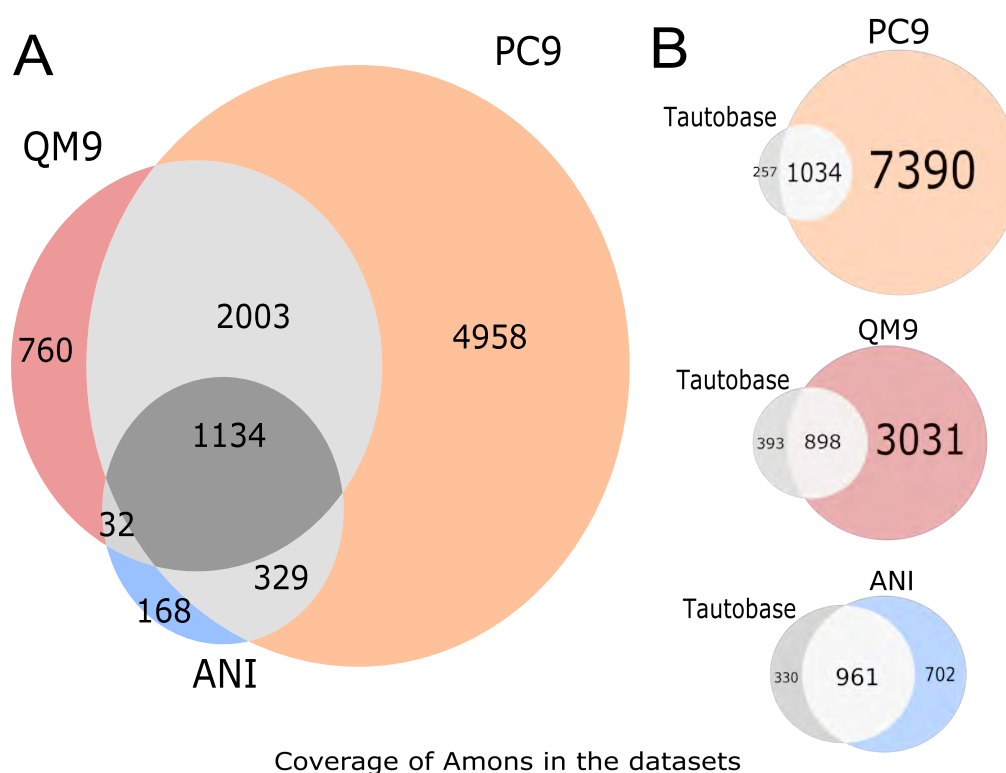 A
PC9
QM9
2003
4958
760
1134
32
329
168
ANI
B
PC9
Tautobase
257
1034
7390
QM9
Tautobase
393
898
3031
ANI
Tautobase
330
961
702
Coverage of Amons in the datasets